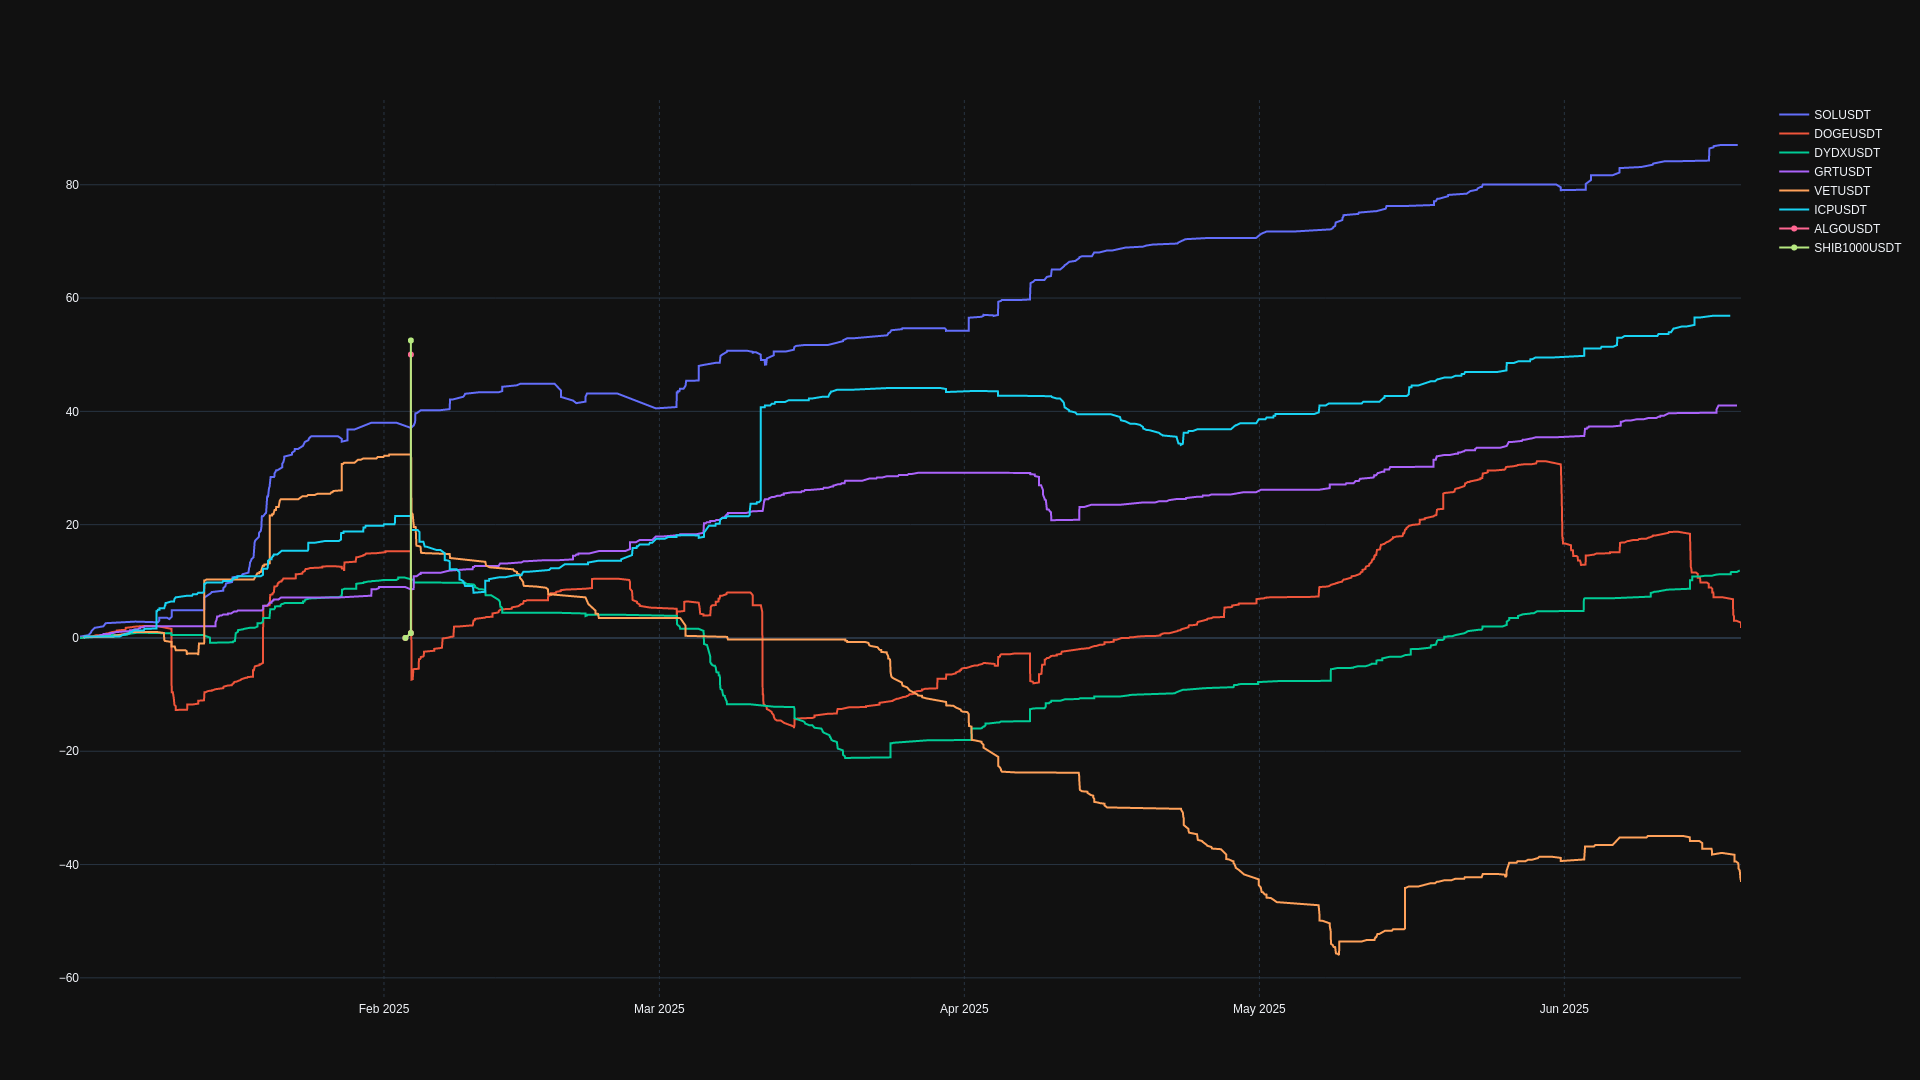 80
60
40
20
0
−20
−40
−60
Feb 2025
Mar 2025
Apr 2025
May 2025
Jun 2025
SOLUSDT
DOGEUSDT
DYDXUSDT
GRTUSDT
VETUSDT
ICPUSDT
ALGOUSDT
SHIB1000USDT